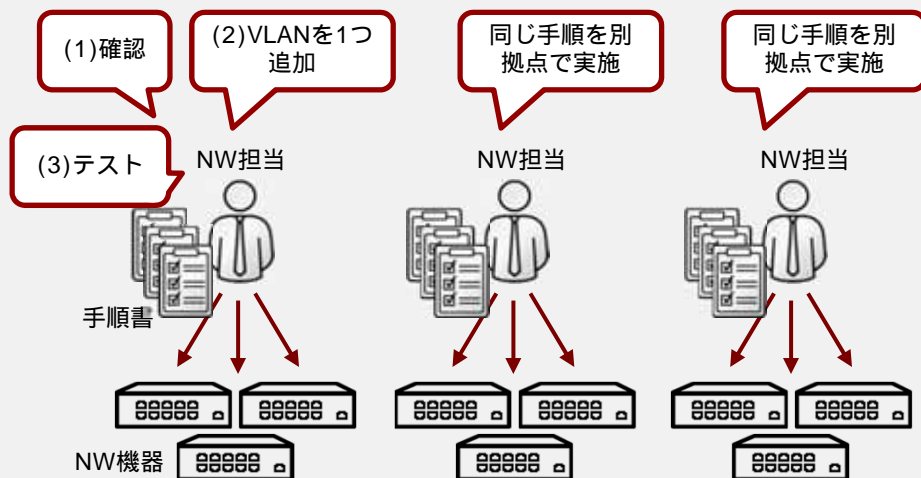 (1)確認
(2)VLANを1つ
追加
同じ手順を別
拠点で実施
同じ手順を別
拠点で実施
(3)テスト
NW担当
NW担当
NW担当
手順書
NW機器